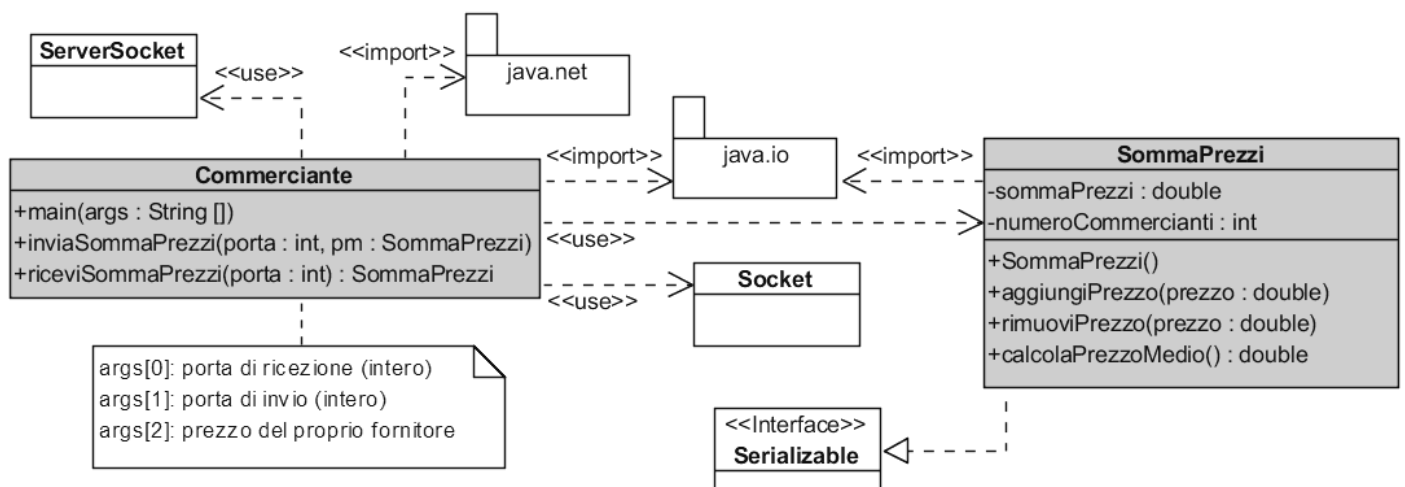 ServerSocket
<<use>>
<<import>>
java.net
Commerciante
+main(args : String [])
+inviaSommaPrezzi(porta : int, pm : SommaPrezzi)
+riceviSommaPrezzi(porta : int) : SommaPrezzi
<<import>>
java.io
<<import>>
<<use>>
<<use>>
Socket
SommaPrezzi
-sommaPrezzi : double
-numeroCommercianti : int
+SommaPrezzi()
+aggiungiPrezzo(prezzo : double)
+rimuoviPrezzo(prezzo : double)
+calcolaPrezzoMedio() : double
args[0]: porta di ricezione (intero)
args[1]: porta di invio (intero)
args[2]: prezzo del proprio fornitore
<<Interface>>
Serializable